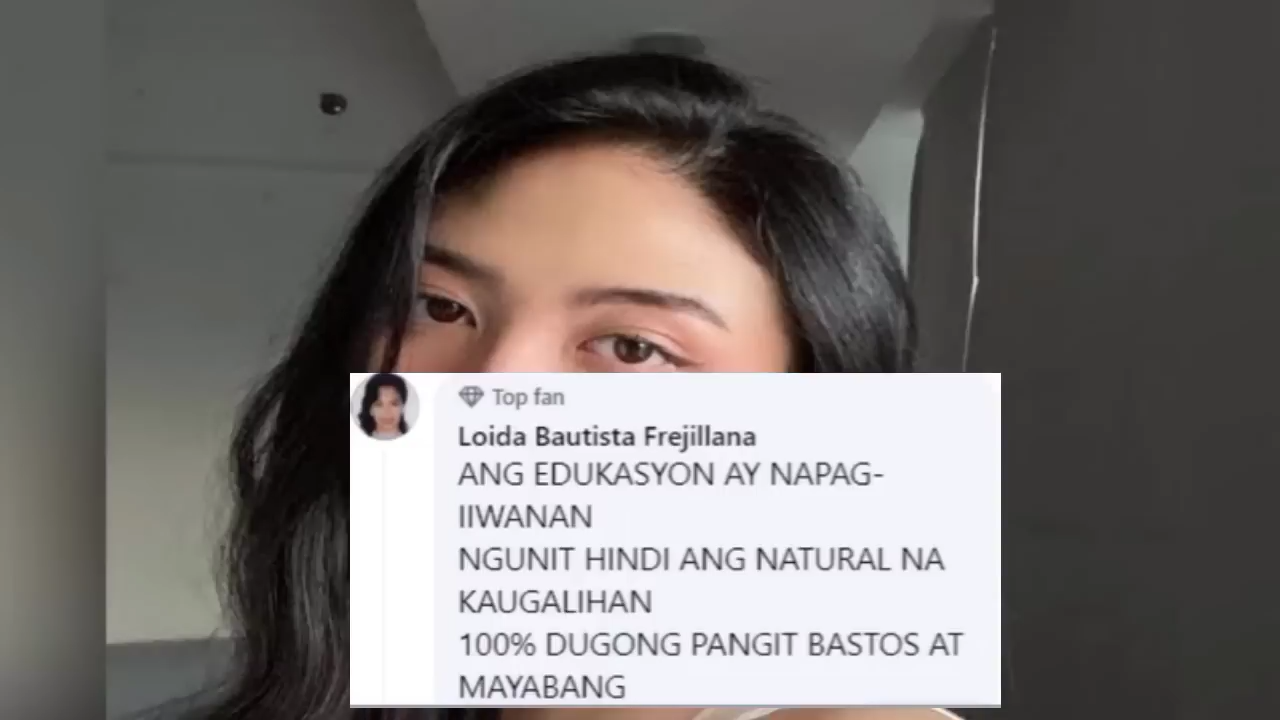 Top fan
Loida Bautista Frejillana
ANG EDUKASYON AY NAPAG-
IIWANAN
NGUNIT HINDI ANG NATURAL NA
KAUGALIHAN
100% DUGONG PANGIT BASTOS AT
MAYABANG